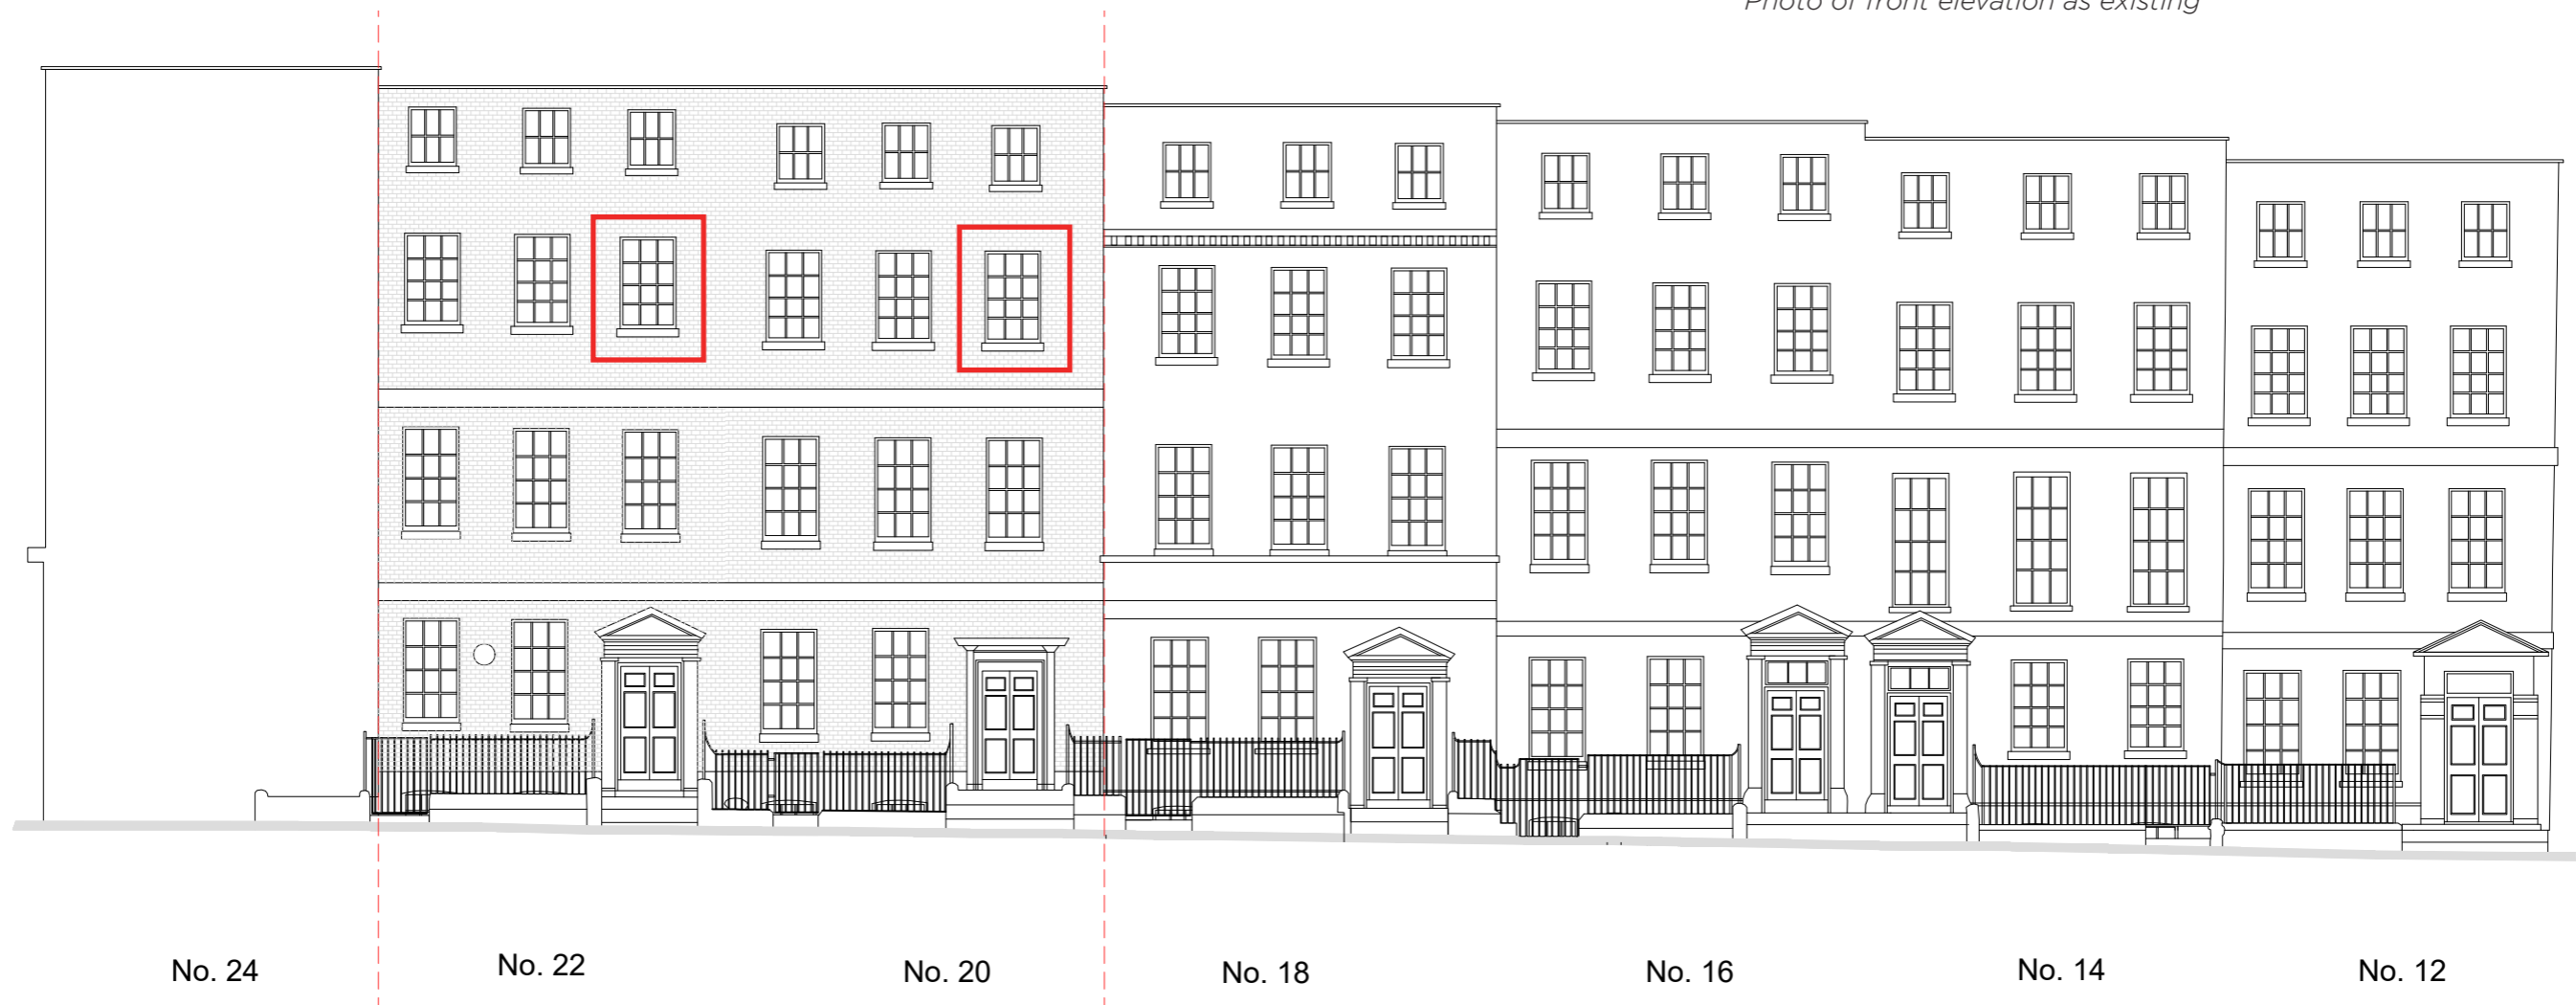 Photo of front elevation as existing
No. 24
No. 22
No. 20
No. 18
No. 16
No. 14
No. 12